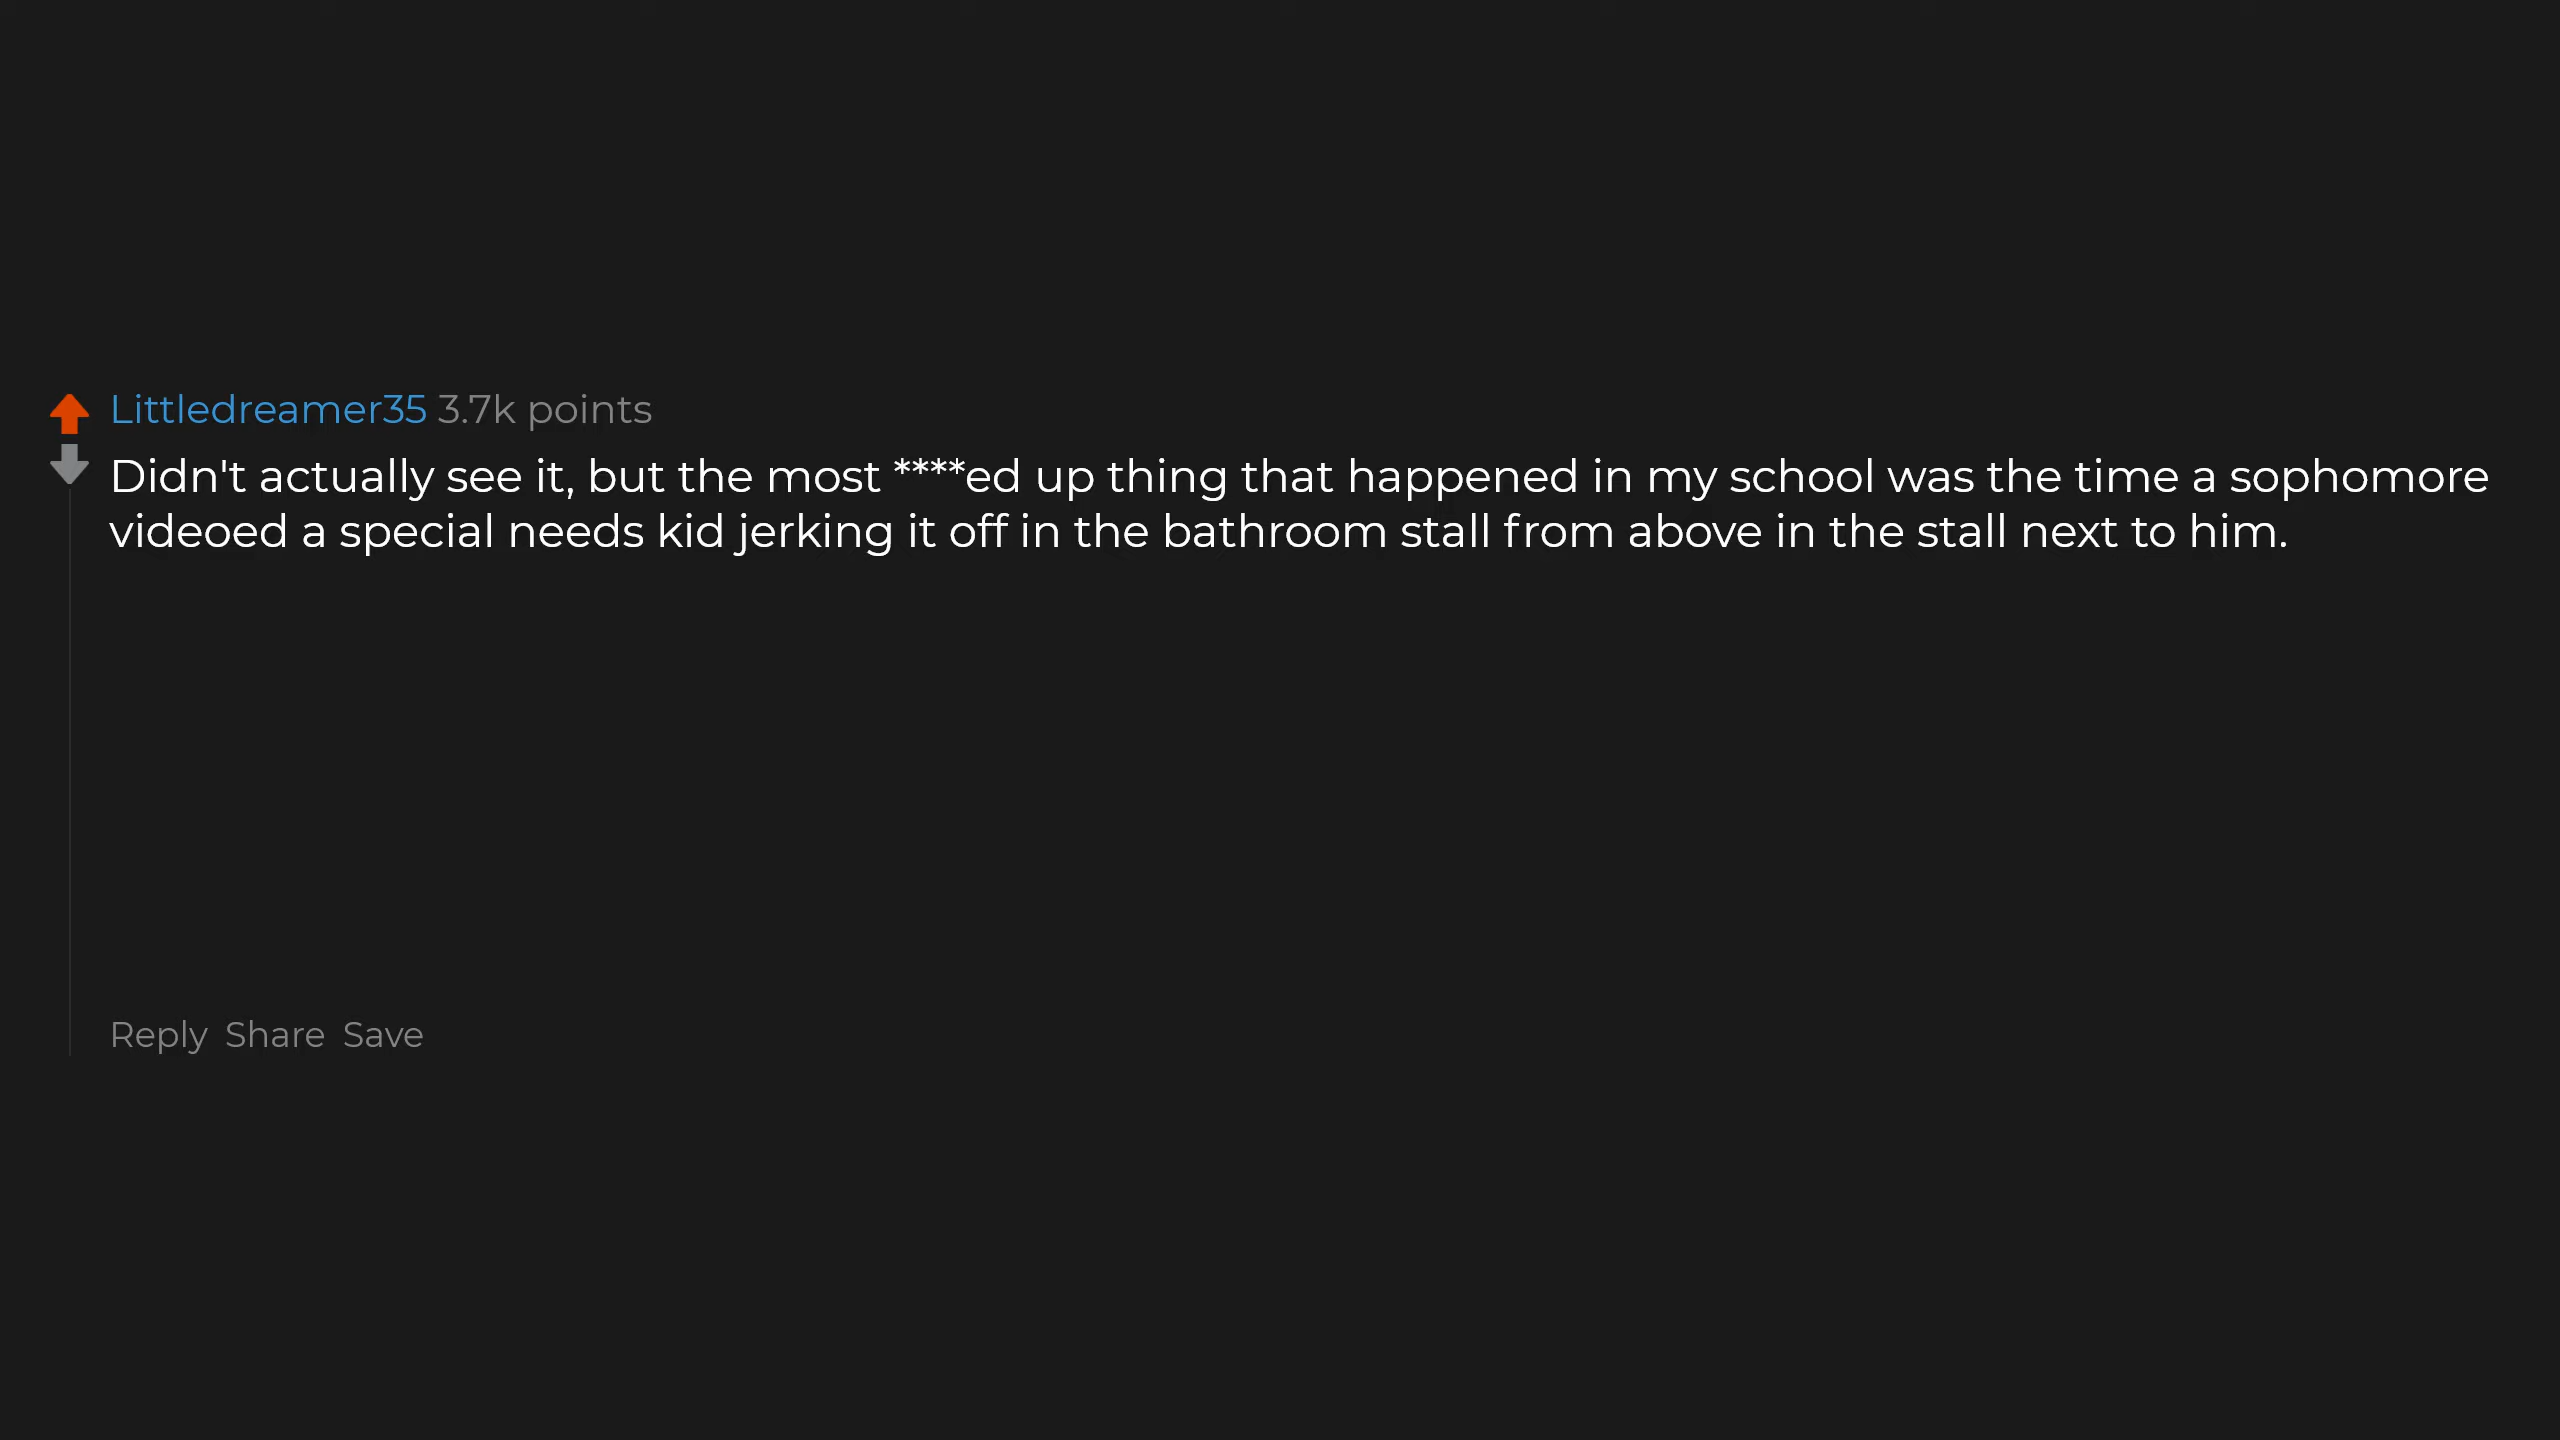 Littledreamer35 3.7k points
Didn't actually see it, but the most ****ed up thing that happened in my school was the time a sophomore
videoed a special needs kid jerking it off in the bathroom stall from above in the stall next to him.
Reply Share Save